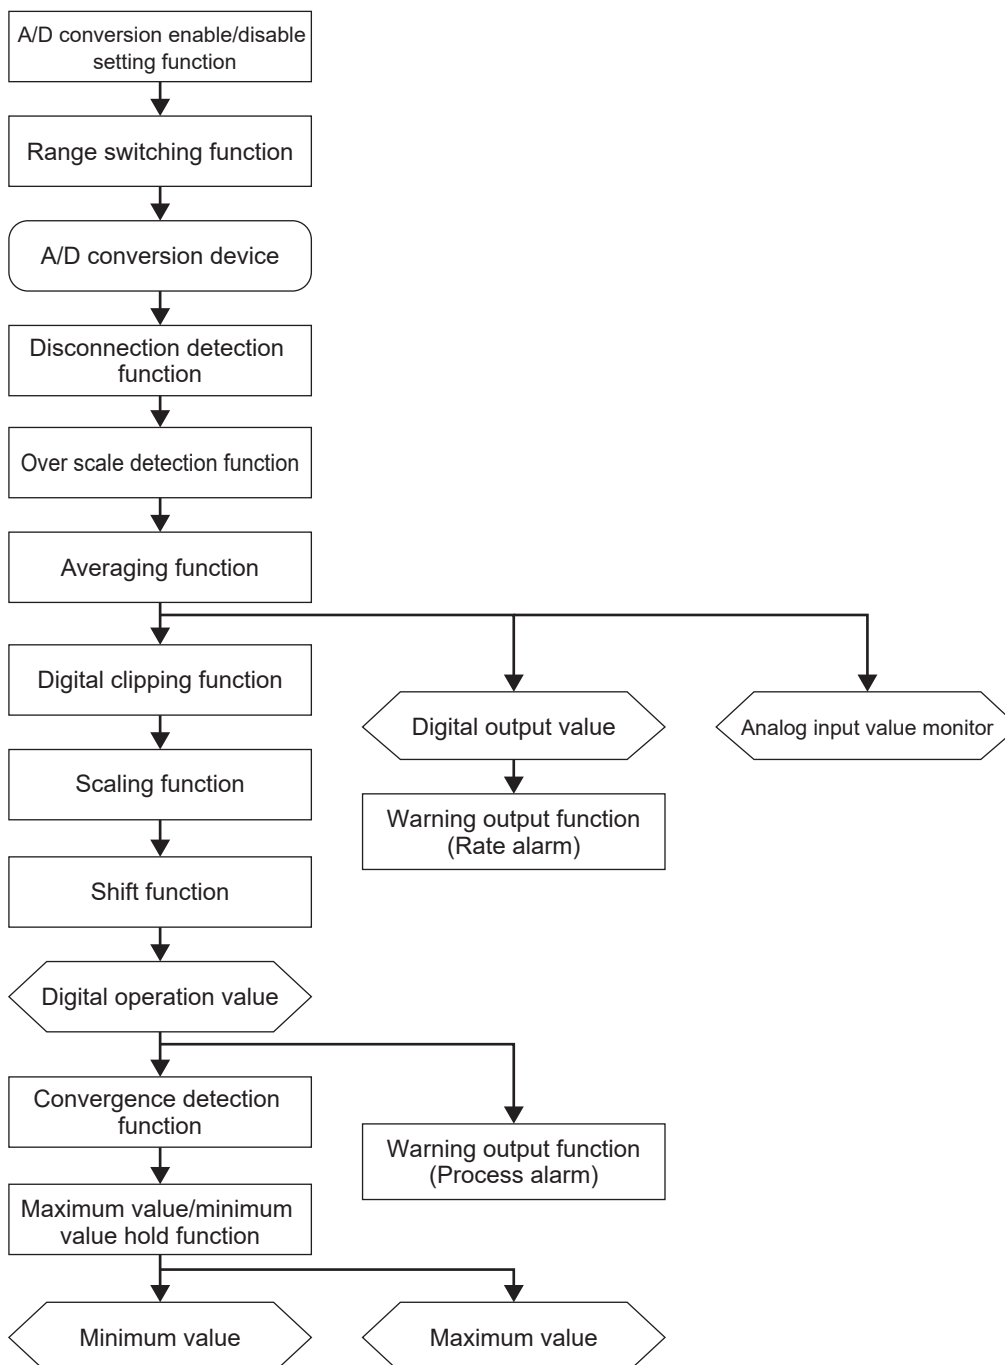 A/D conversion enable/disable
setting function
Range switching function
A/D conversion device
Disconnection detection
function
Over scale detection function
Averaging function
Digital clipping function
Digital output value
Analog input value monitor
Scaling function
Warning output function
(Rate alarm)
Shift function
Digital operation value
Convergence detection
function
Warning output function
(Process alarm)
Maximum value/minimum
value hold function
Minimum value
Maximum value